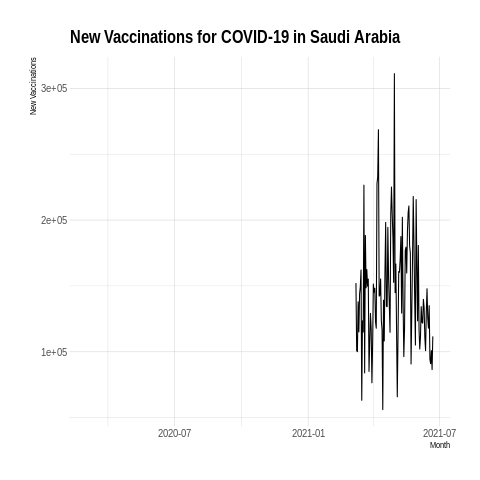 New Vaccinations for COVID-19 in Saudi Arabia
New Vaccinations
3e+05
2e+05
1e+05
2020-07
2021-01
2021-07
Month